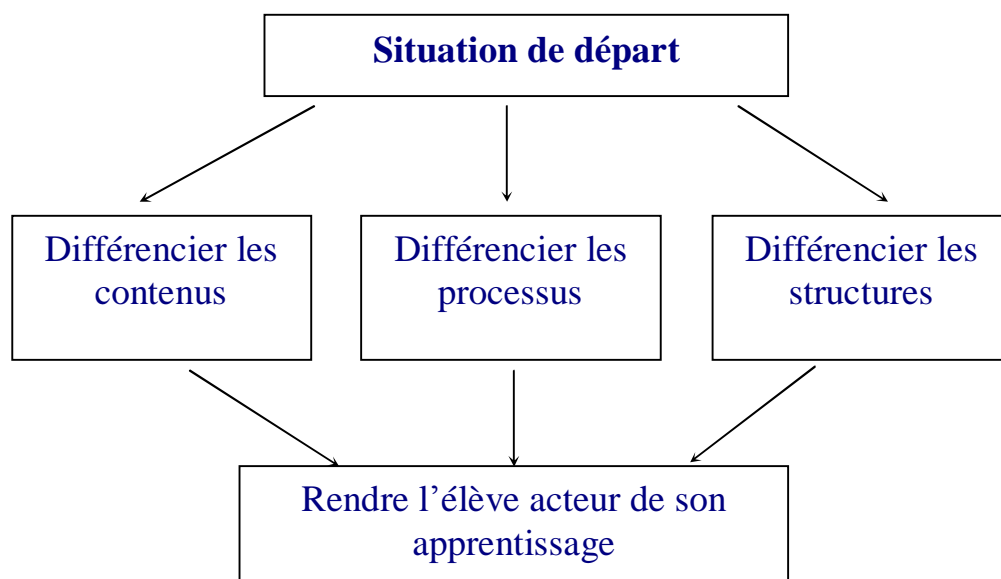 Situation de départ
Différencier les
contenus
Différencier les
processus
Différencier les
structures
Rendre l’élève acteur de son
apprentissage